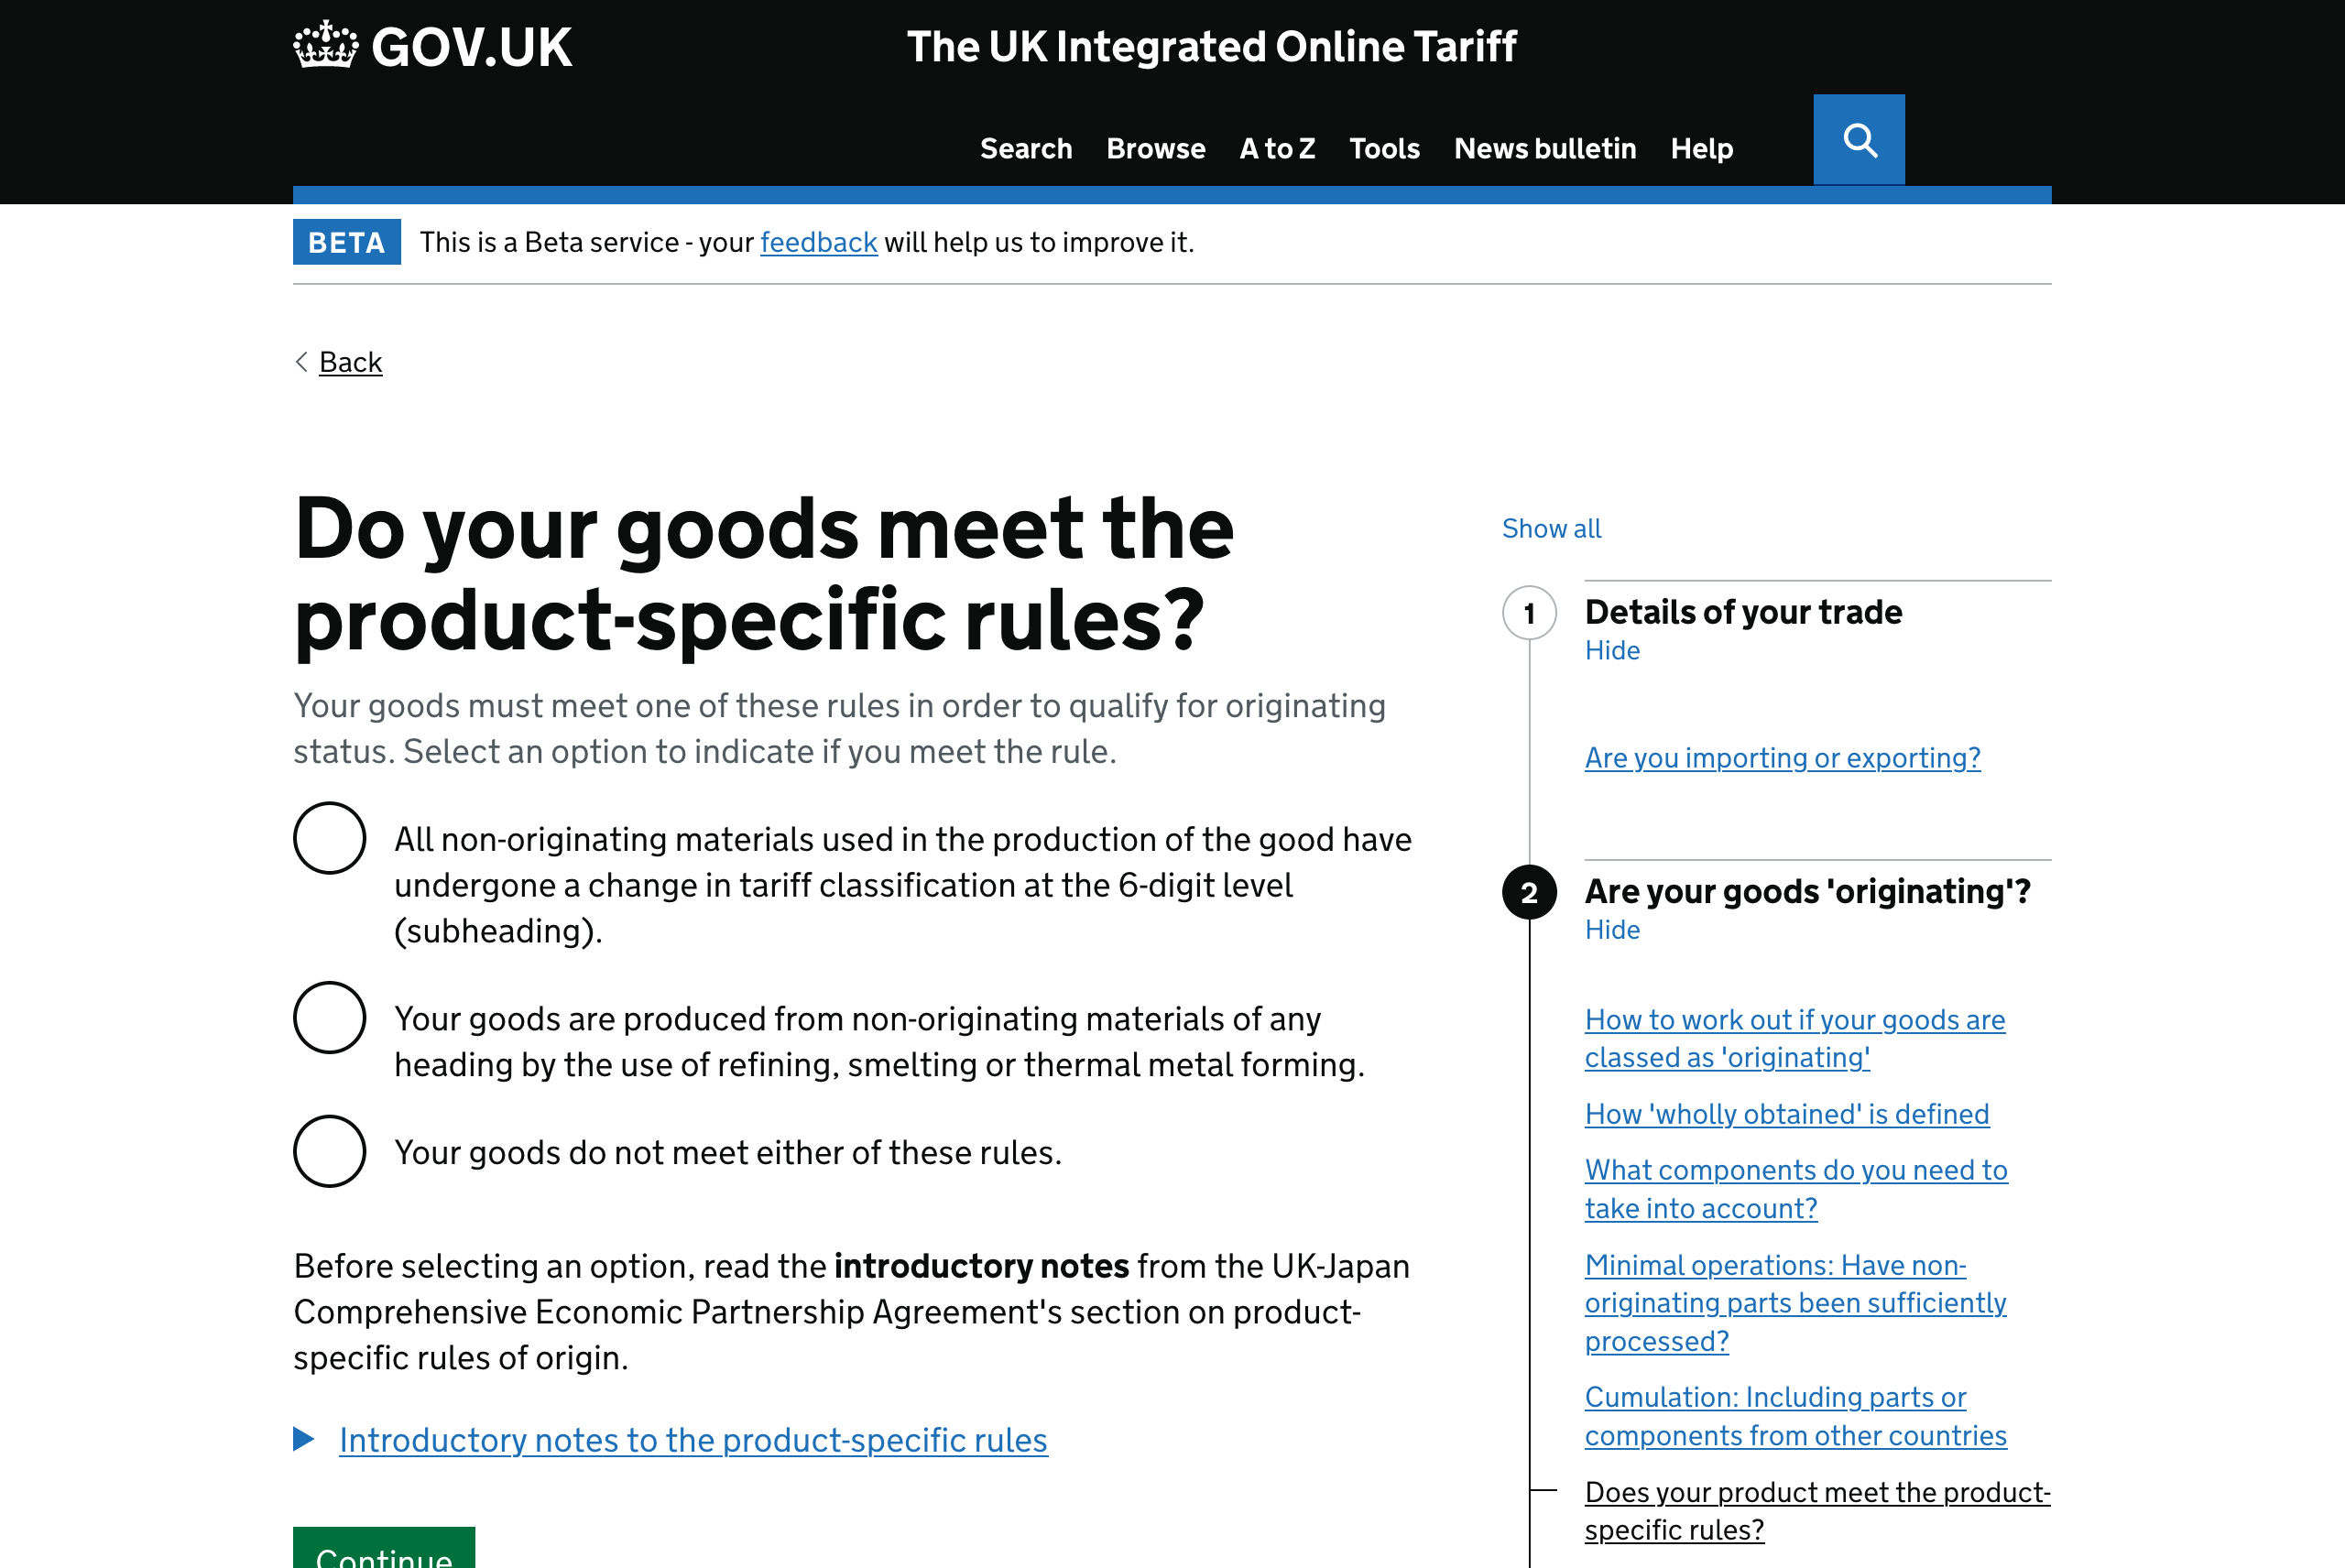 GOV.UK
The UK Integrated Online Tariff
Search Browse A to Z Tools News bulletin Help
BETA This is a Beta service - your feedback will help us to improve it.
Back
Do your goods meet the
product-specific rules?
Your goods must meet one of these rules in order to qualify for originating
status. Select an option to indicate if you meet the rule.
All non-originating materials used in the production of the good have
undergone a change in tariff classification at the 6-digit level
(subheading).
Your goods are produced from non-originating materials of any
heading by the use of refining, smelting or thermal metal forming.
Your goods do not meet either of these rules.
Before selecting an option, read the introductory notes from the UK-Japan
Comprehensive Economic Partnership Agreement's section on product-
specific rules of origin.
Introductory notes to the product-specific rules
Continue
Show all
1 Details of your trade
Hide
Are you importing or exporting?
2 Are your goods 'originating'?
Hide
How to work out if your goods are
classed as 'originating'
How 'wholly obtained' is defined
What components do you need to
take into account?
Minimal operations: Have non-
originating parts been sufficiently
processed?
Cumulation: Including parts or
components from other countries
Does your product meet the product-
specific rules?